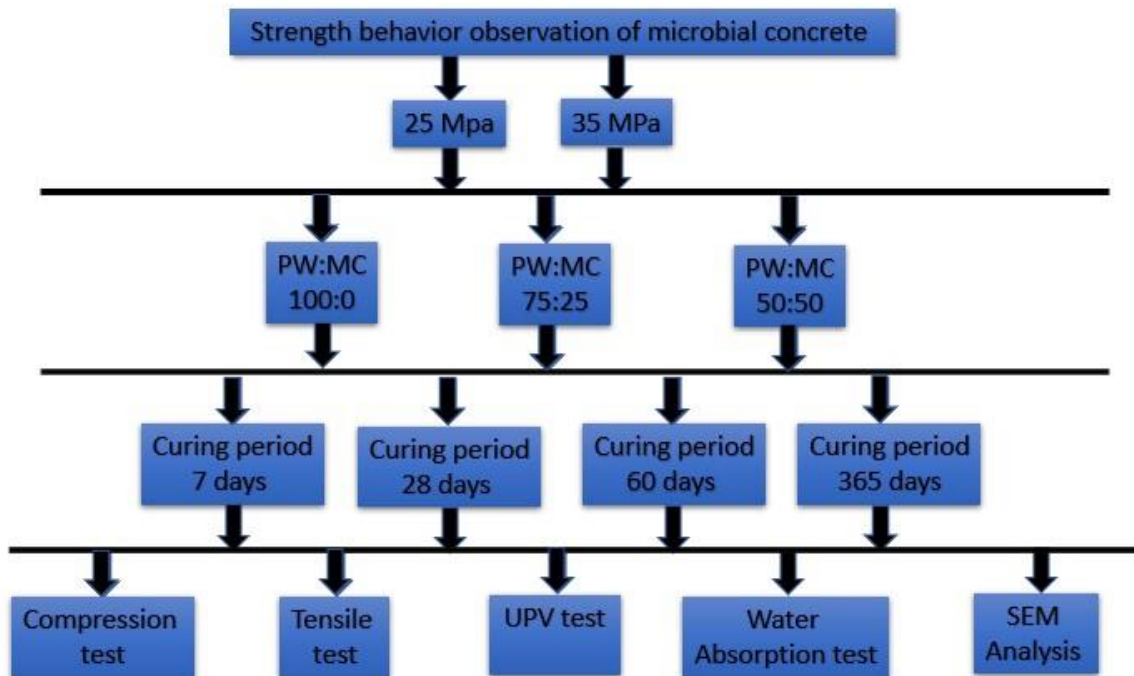 Strength behavior observation of microbial concrete
25 Mpa
35 MPa
PW:MC
100:0
PW:MC
75:25
PW:MC
50:50
Curing period
7 days
Curing period
28 days
Curing period
60 days
Curing period
365 days
Compression
test
Tensile
test
UPV test
Water
Absorption test
SEM
Analysis